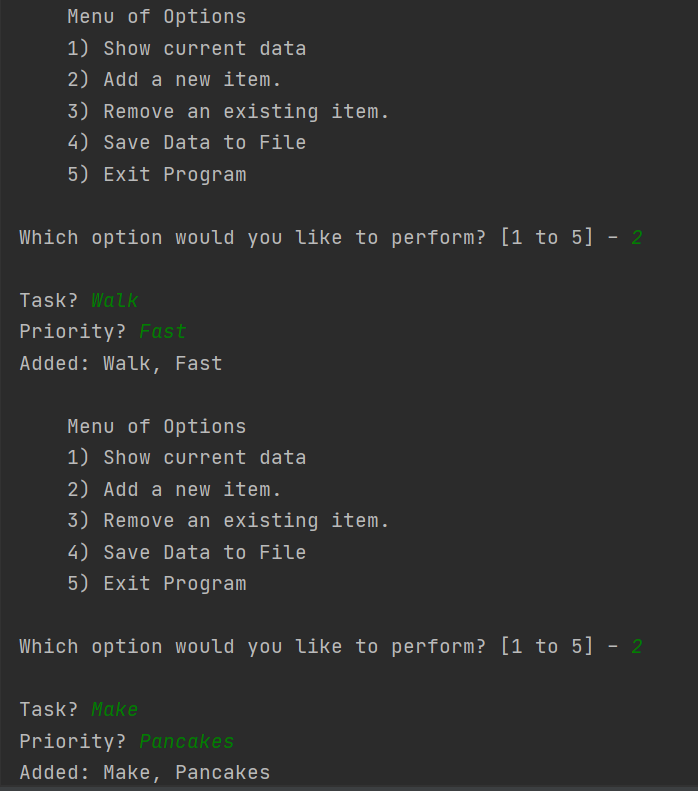 Menu of Options
1) Show current data
2) Add a new item.
3) Remove an existing item.
4) Save Data to File
5) Exit Program
Which option would you like to perform? [1 to 5] - 2
Task? Walk
Priority? Fast
Added: Walk, Fast
Menu of Options
1) Show current data
2) Add a new item.
3) Remove an existing item.
4) Save Data to File
5) Exit Program
Which option would you like to perform? [1 to 5] - 2
Task? Make
Priority? Pancakes
Added: Make, Pancakes